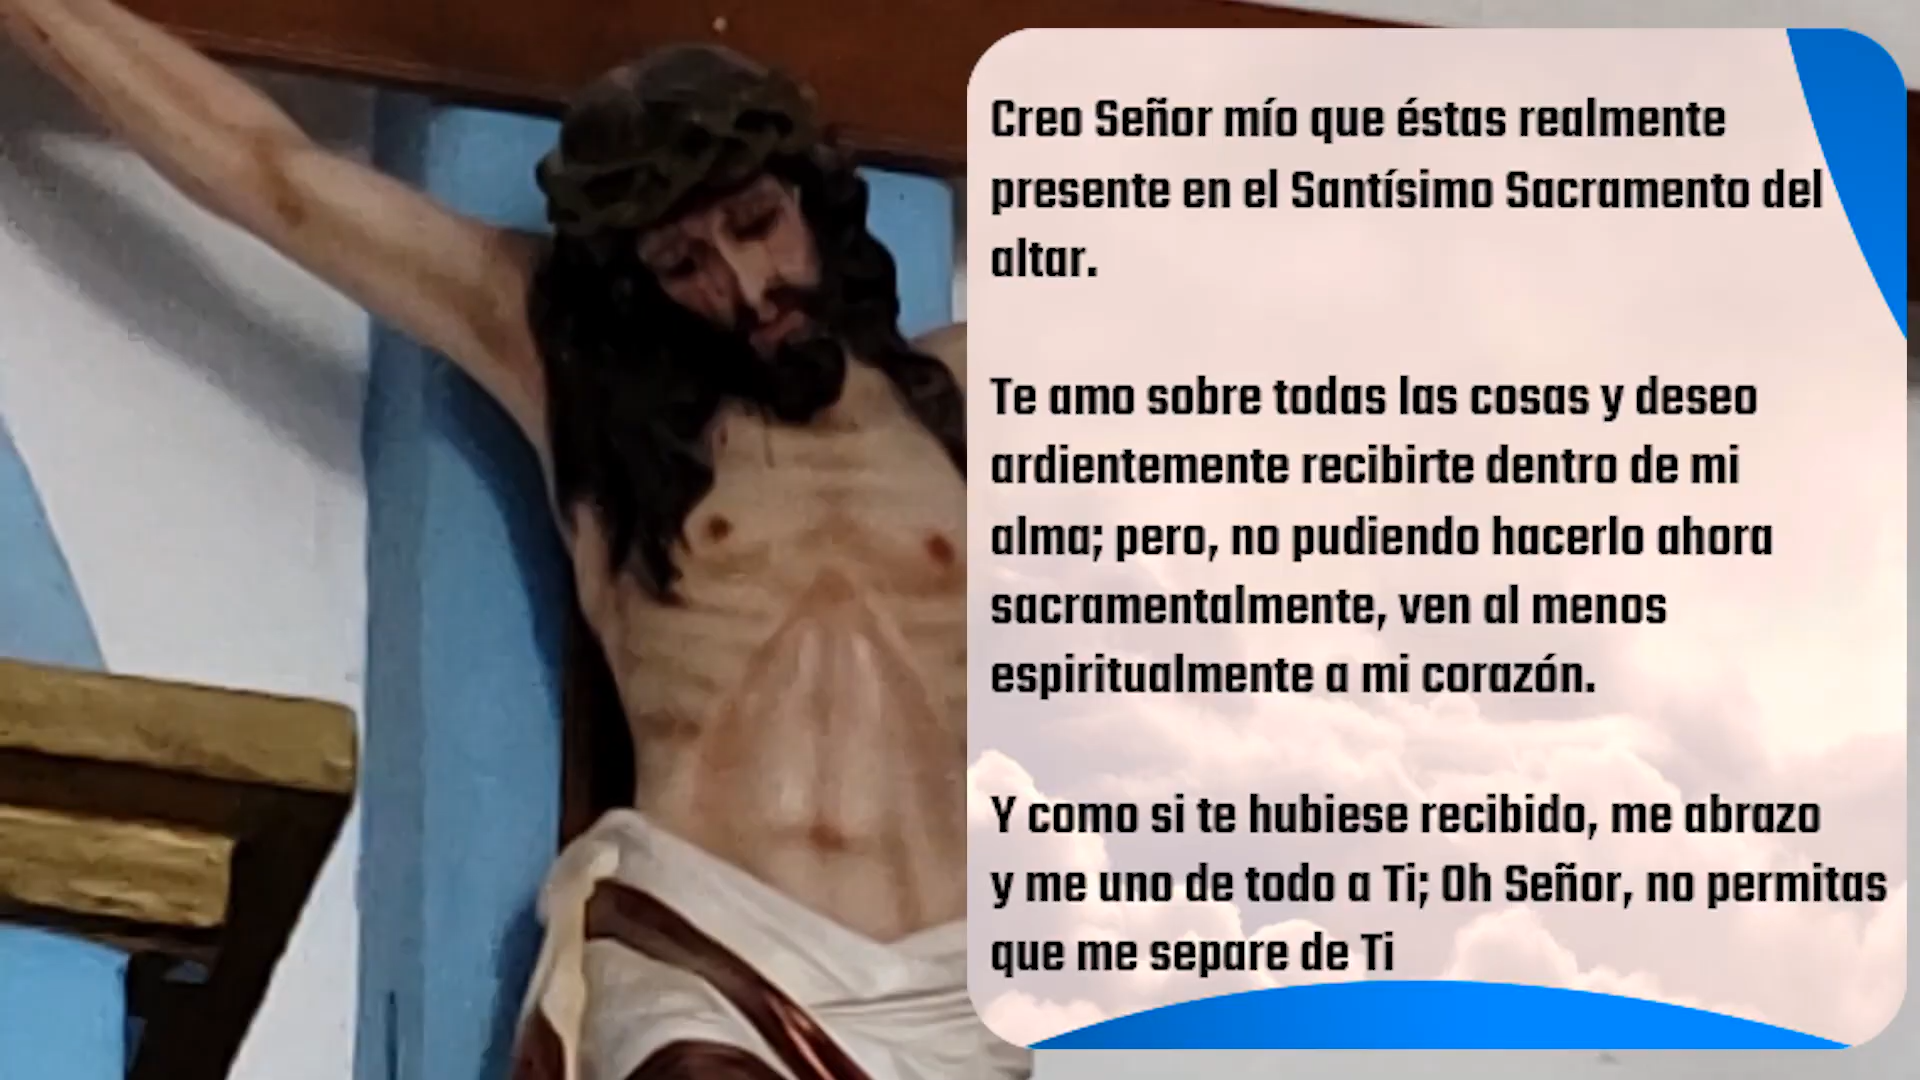 Creo Señor mío que éstas realmente
presente en el Santísimo Sacramento del
altar.
Te amo sobre todas las cosas y deseo
ardientemente recibirte dentro de mi
alma; pero, no pudiendo hacerlo ahora
sacramentalmente, ven al menos
espiritualmente a mi corazón.
Y como si te hubiese recibido, me abrazo
y me uno de todo a Ti; Oh Señor, no permitas
que me separe de Ti